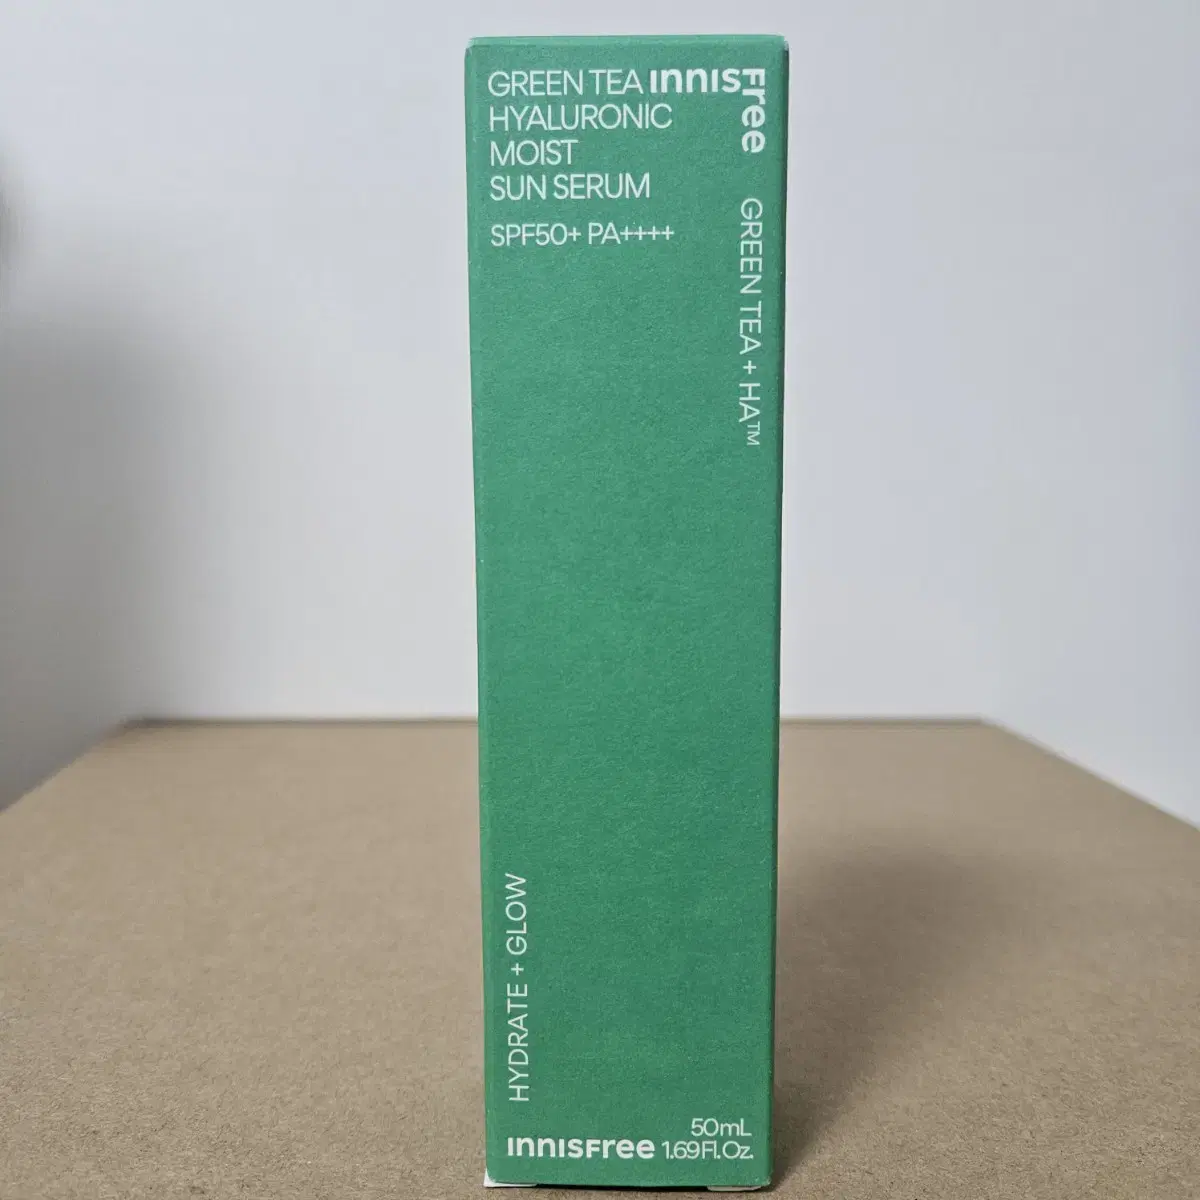 GREEN TEA
HYALURONIC
MOIST
SUN SERUM
SPF50+ PA++++
INNISFree
GREEN TEA + HA™
HYDRATE + GLOW
INNISFree
50mL
1.69Fl.Oz.